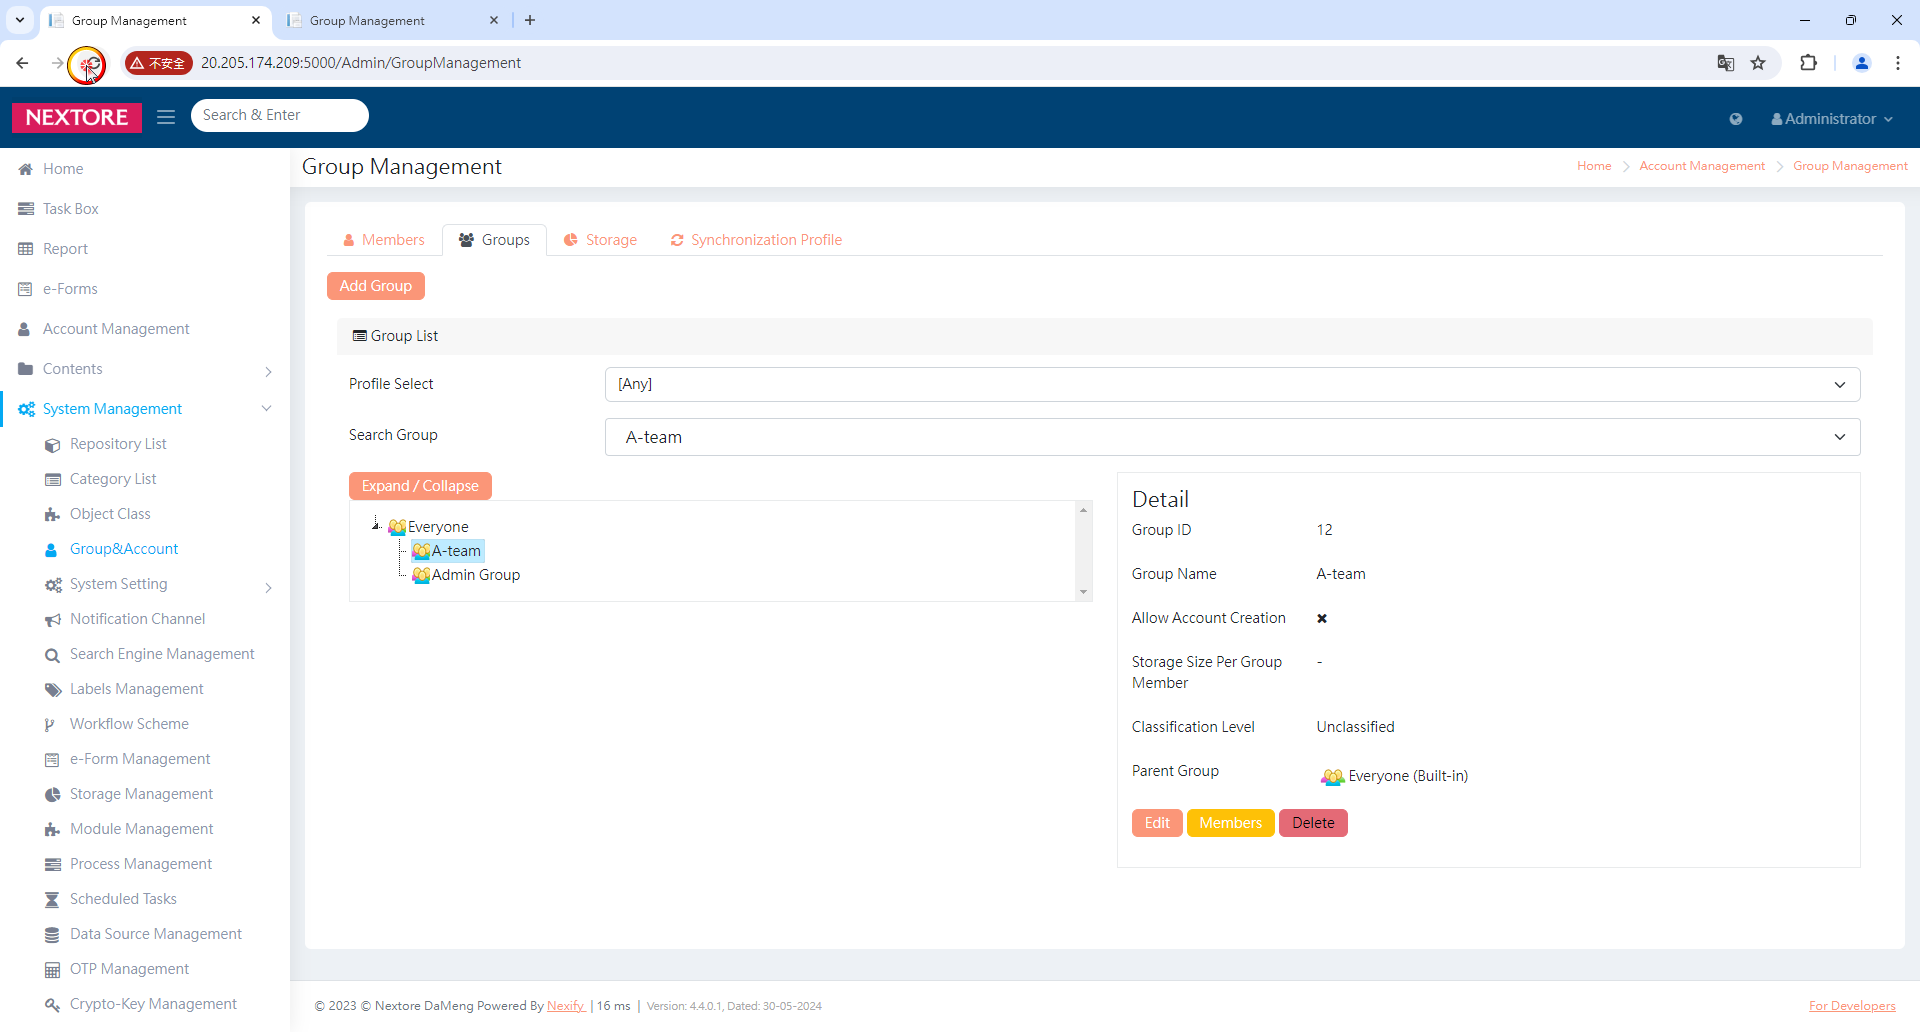 Group Management
Group Management
不安全
20.205.174.209:5000/Admin/GroupManagement
NEXTORE
Search & Enter
Administrator
Home
Task Box
Report
e-Forms
Account Management
Contents
System Management
Repository List
Category List
Object Class
Group&Account
System Setting
Notification Channel
Search Engine Management
Labels Management
Workflow Scheme
e-Form Management
Storage Management
Module Management
Process Management
Scheduled Tasks
Data Source Management
OTP Management
Crypto-Key Management
Group Management
Home
Account Management
Group Management
Members
Groups
Storage
Synchronization Profile
Add Group
Group List
Profile Select
[Any]
Search Group
A-team
Expand / Collapse
Everyone
A-team
Admin Group
Detail
Group ID
12
Group Name
A-team
Allow Account Creation
Storage Size Per Group
Member
-
Classification Level
Unclassified
Parent Group
Everyone (Built-in)
Edit
Members
Delete
© 2023 © Nextore DaMeng Powered By Nexify | 16 ms | Version: 4.4.0.1, Dated: 30-05-2024
For Developers